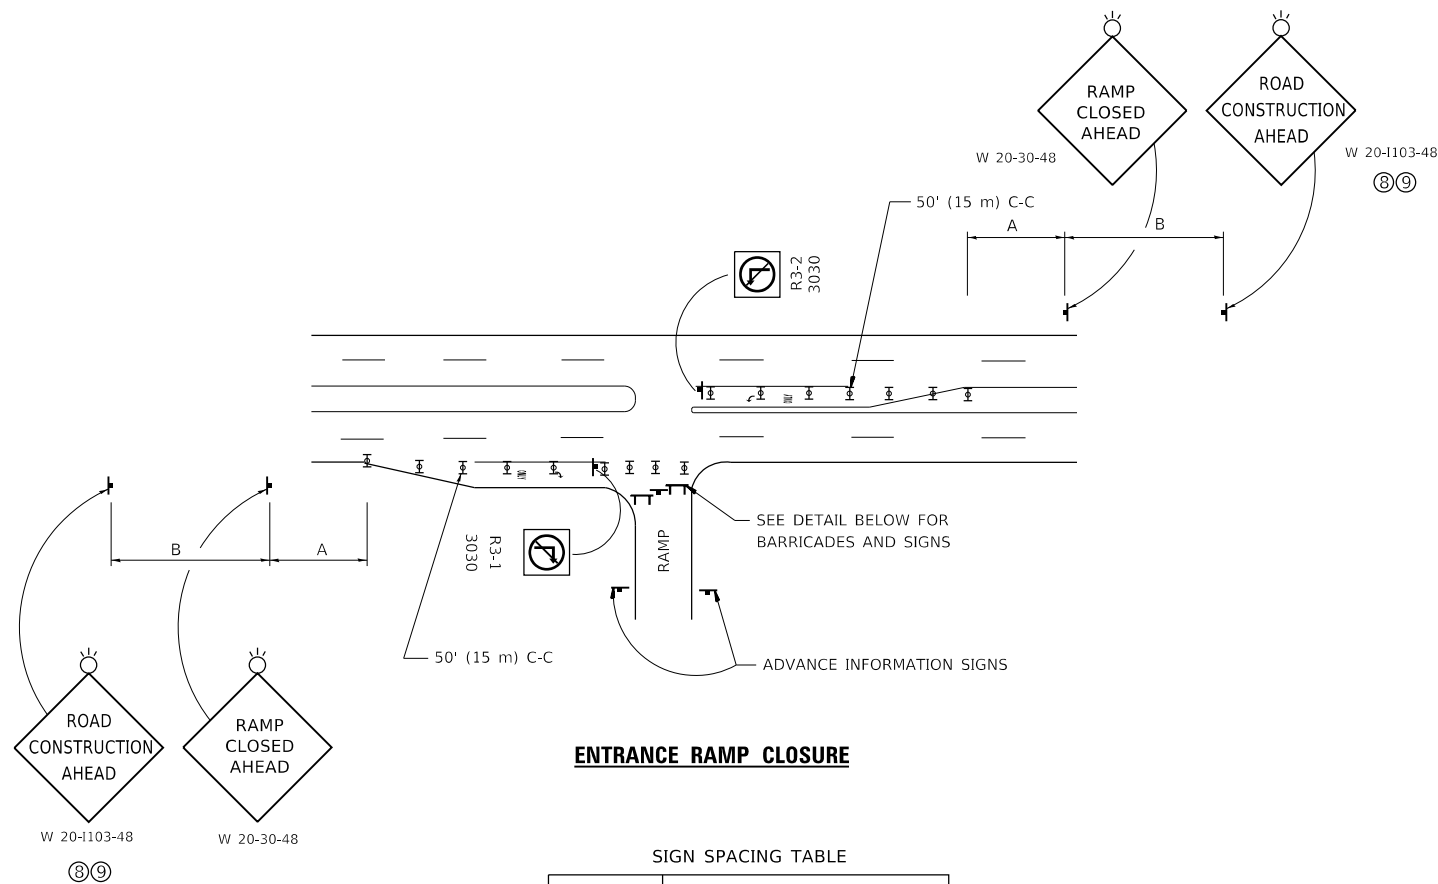 RAMP
CLOSED
AHEAD
W 20-30-48
ROAD
CONSTRUCTION
AHEAD
W 20-I103-48
⑧⑨
50' (15 m) C-C
A
B
R3-2
3030
ONLY
ONLY
B
A
R3-1
3030
RAMP
SEE DETAIL BELOW FOR
BARRICADES AND SIGNS
50' (15 m) C-C
ADVANCE INFORMATION SIGNS
ROAD
CONSTRUCTION
AHEAD
W 20-I103-48
⑧⑨
RAMP
CLOSED
AHEAD
W 20-30-48
ENTRANCE RAMP CLOSURE
SIGN SPACING TABLE